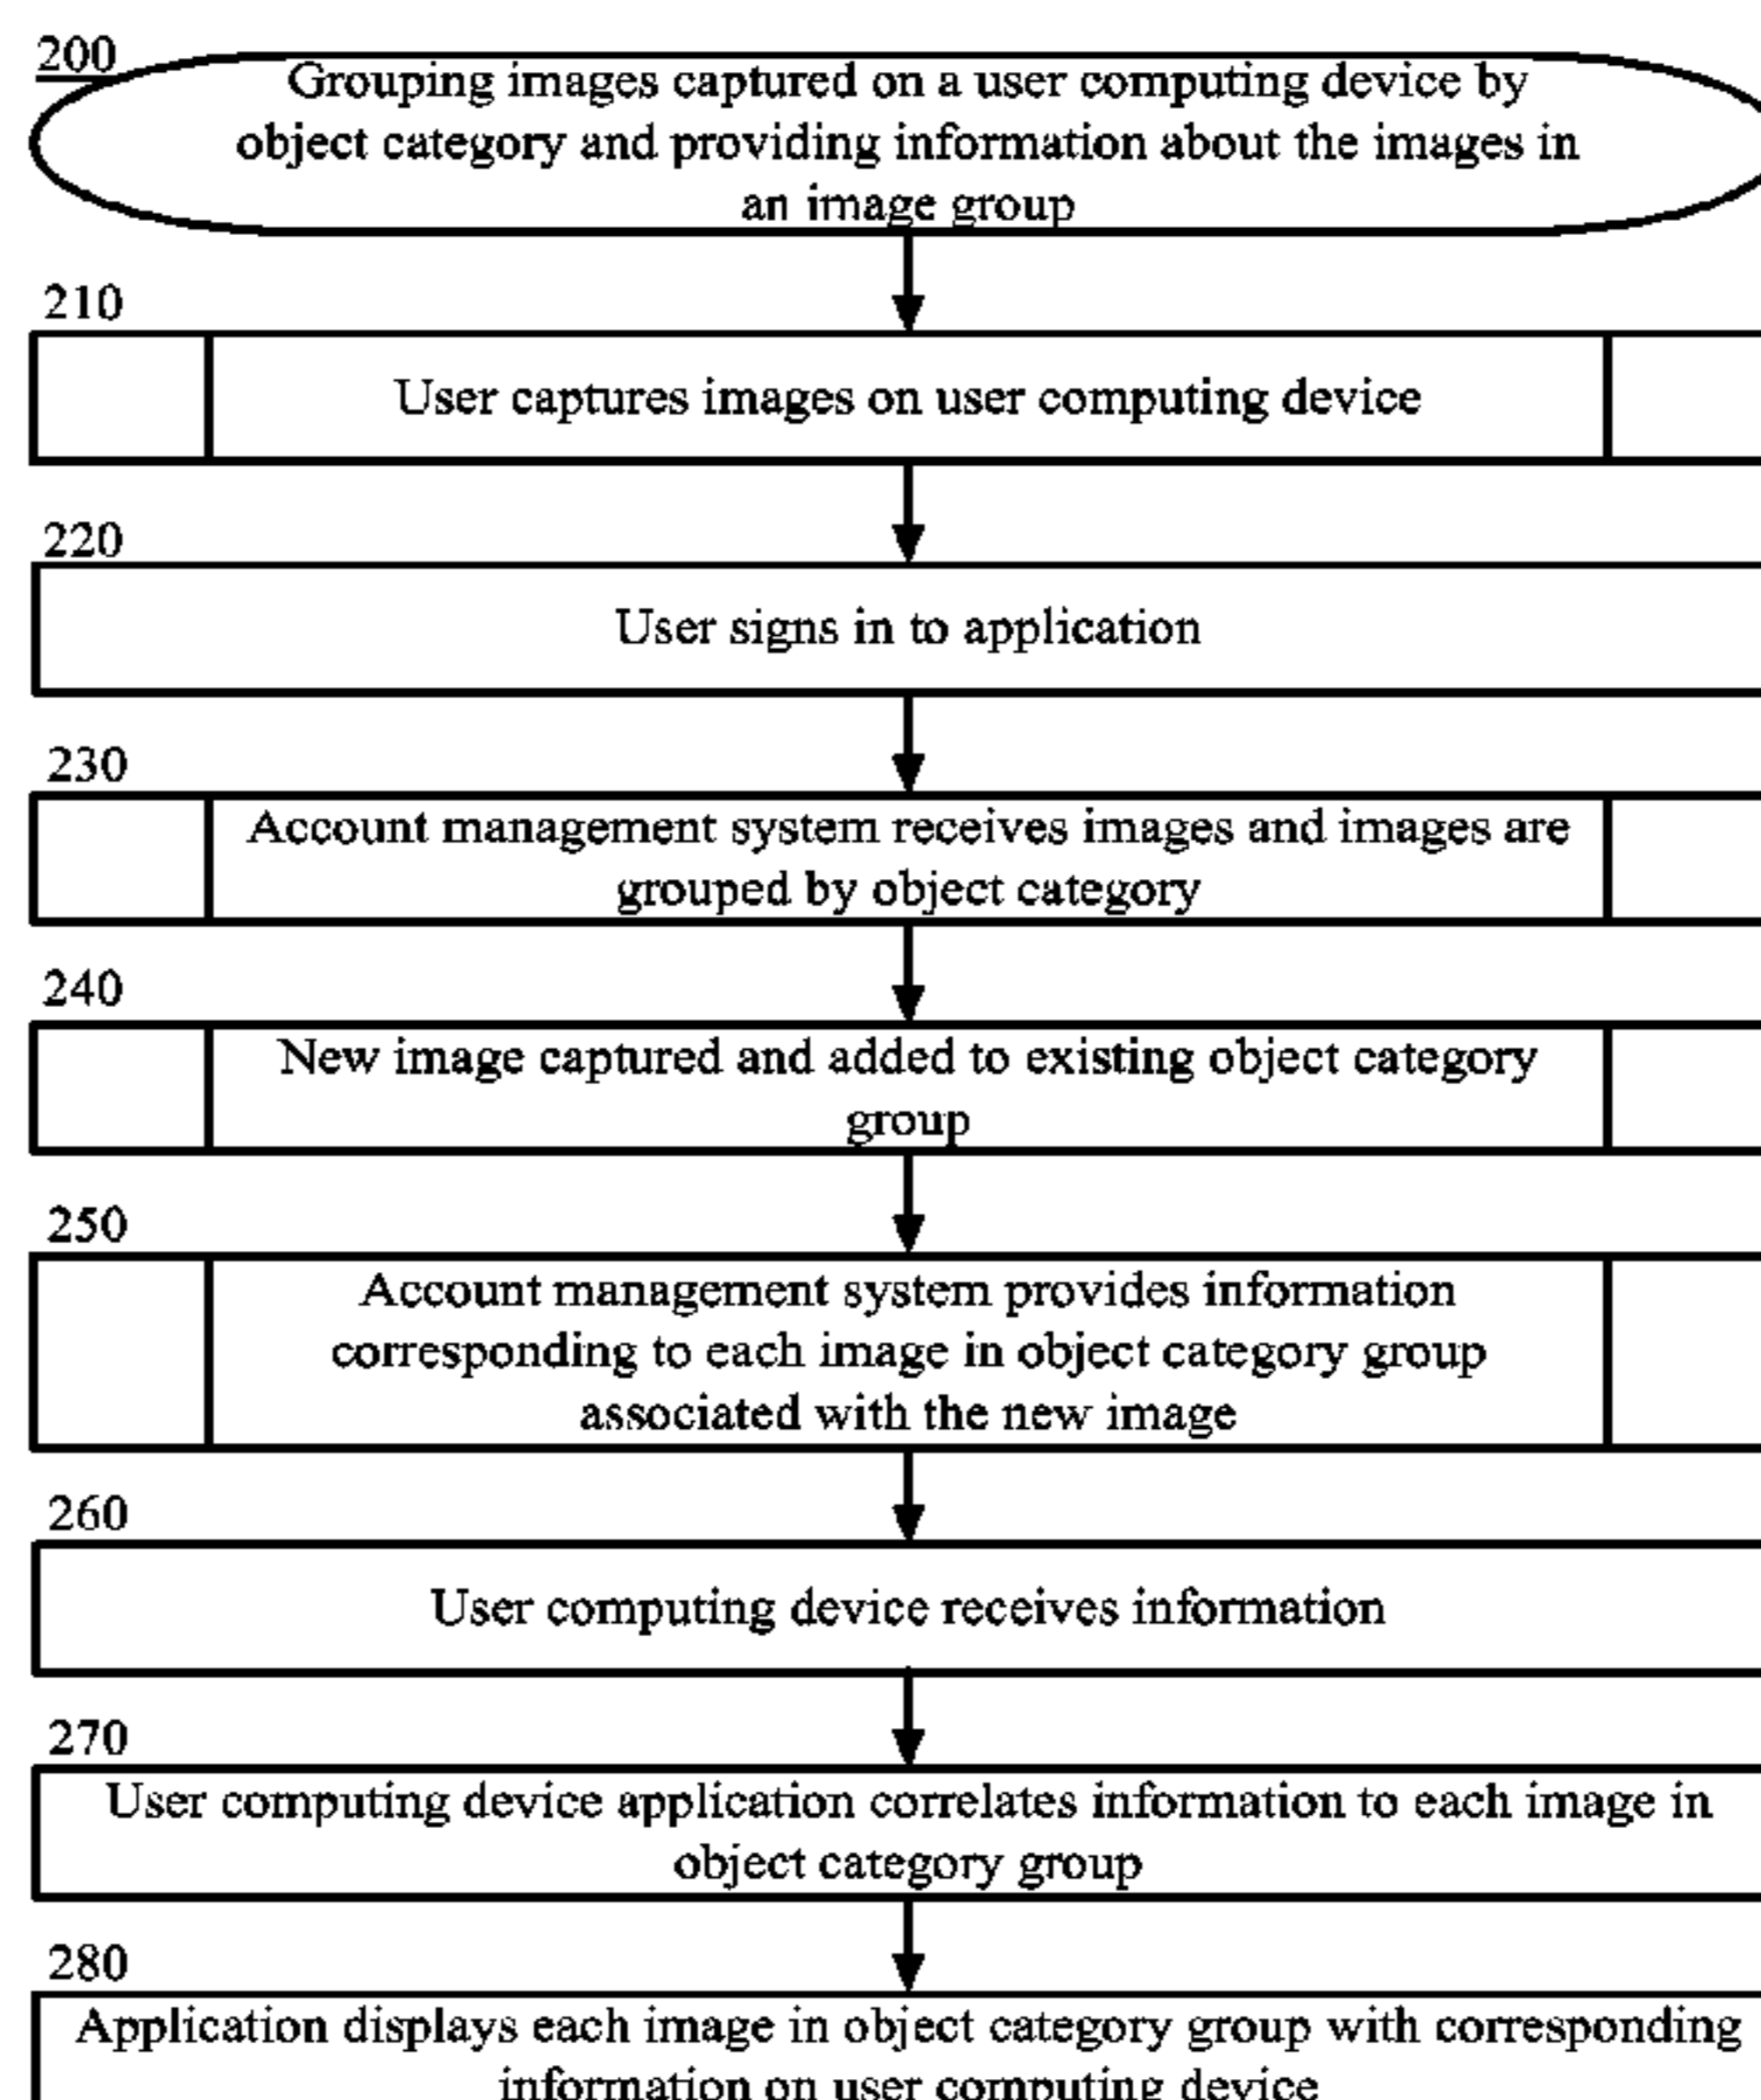 200
Grouping images captured on a user computing device by
object category and providing information about the images in
an image group
210
User captures images on user computing device
220
User signs in to application
230
Account management system receives images and images are
grouped by object category
240
New image captured and added to existing object category
group
250
Account management system provides information
corresponding to each image in object category group
associated with the new image
260
User computing device receives information
270
User computing device application correlates information to each image in
object category group
280
Application displays each image in object category group with corresponding
information on user computing device